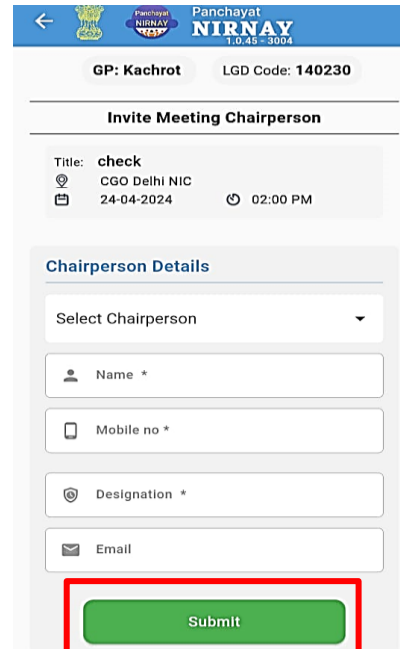 Panchayat
NIRNAY
Panchayat
NIRNAY
1.0.45 - 3004
GP: Kachrot LGD Code: 140230
Invite Meeting Chairperson
Title: check
CGO Delhi NIC
24-04-2024 02:00 PM
Chairperson Details
Select Chairperson
Name *
Mobile no *
Designation *
Email
Submit